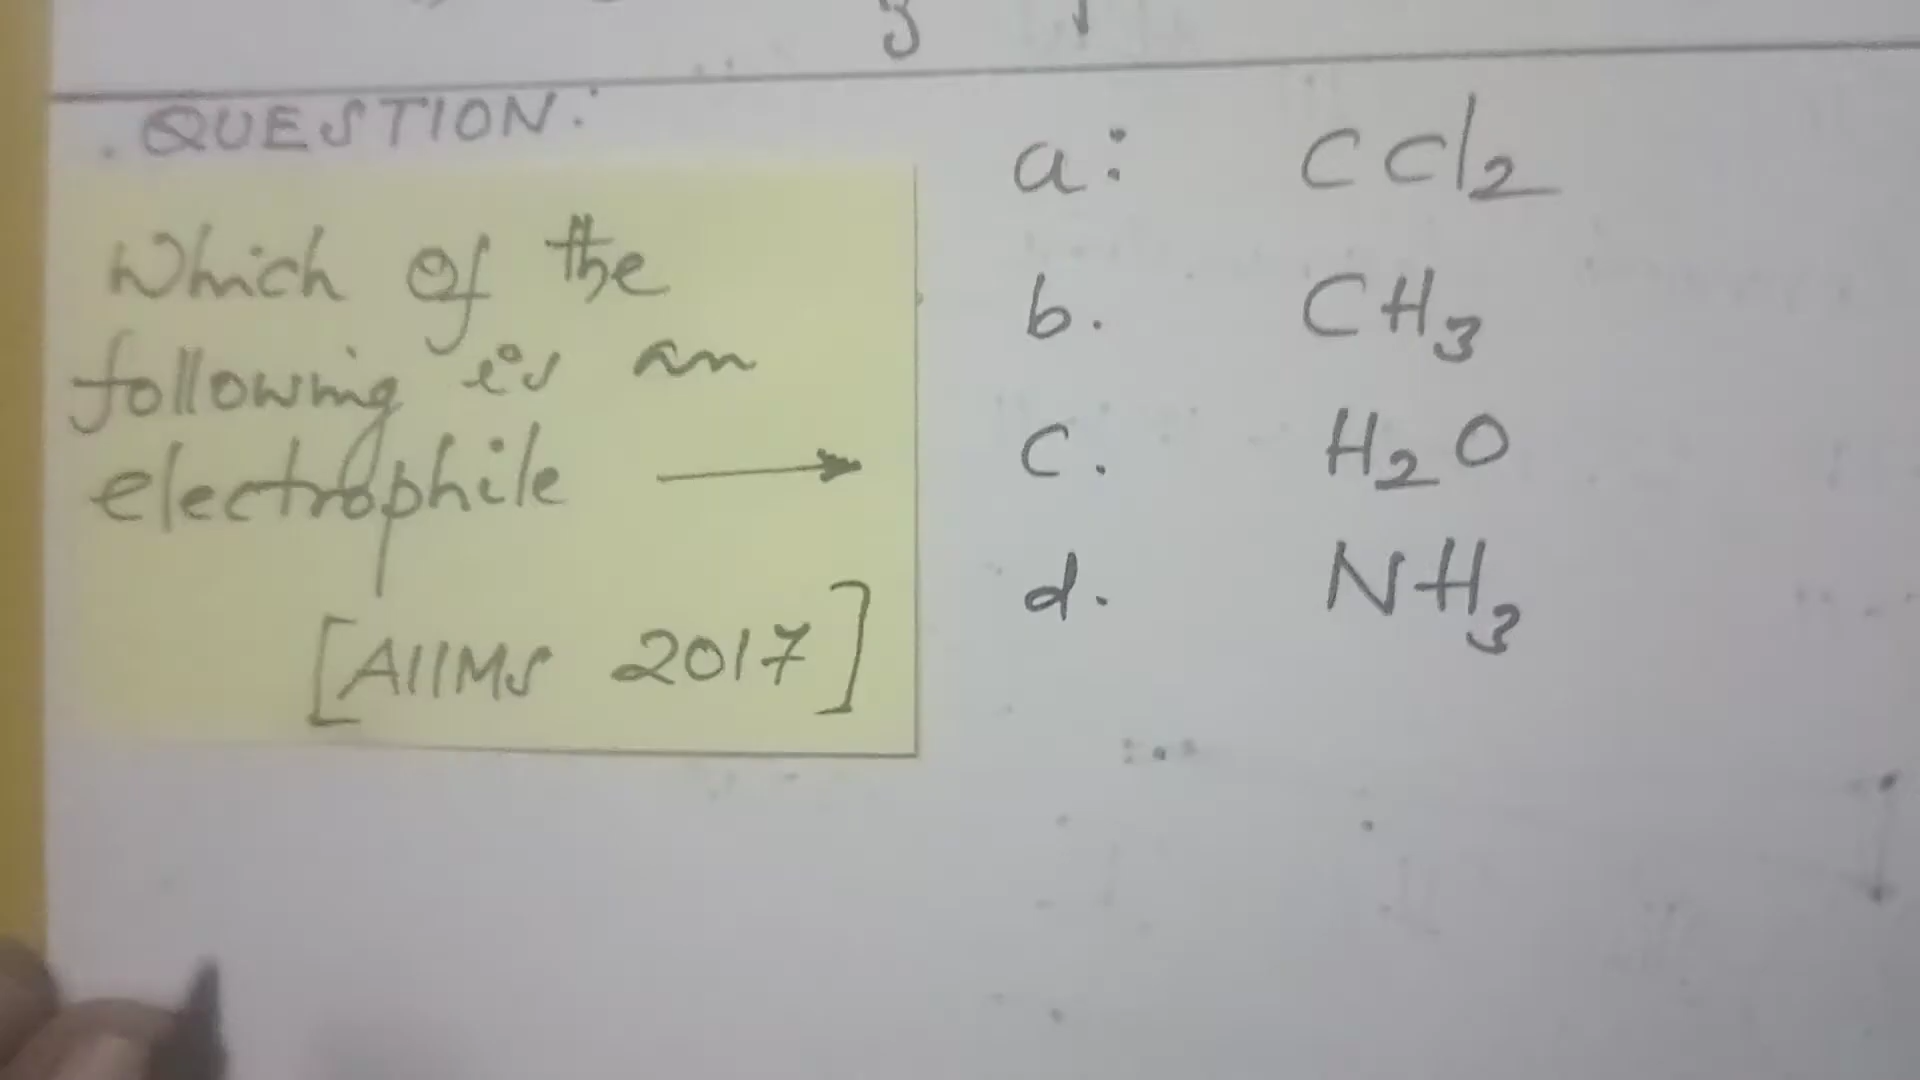 QUESTION:
Which of the
following is an
electrophile →
[AIIMS 2017]
a: CCl2
b. CH3
c. H2O
d. NH3